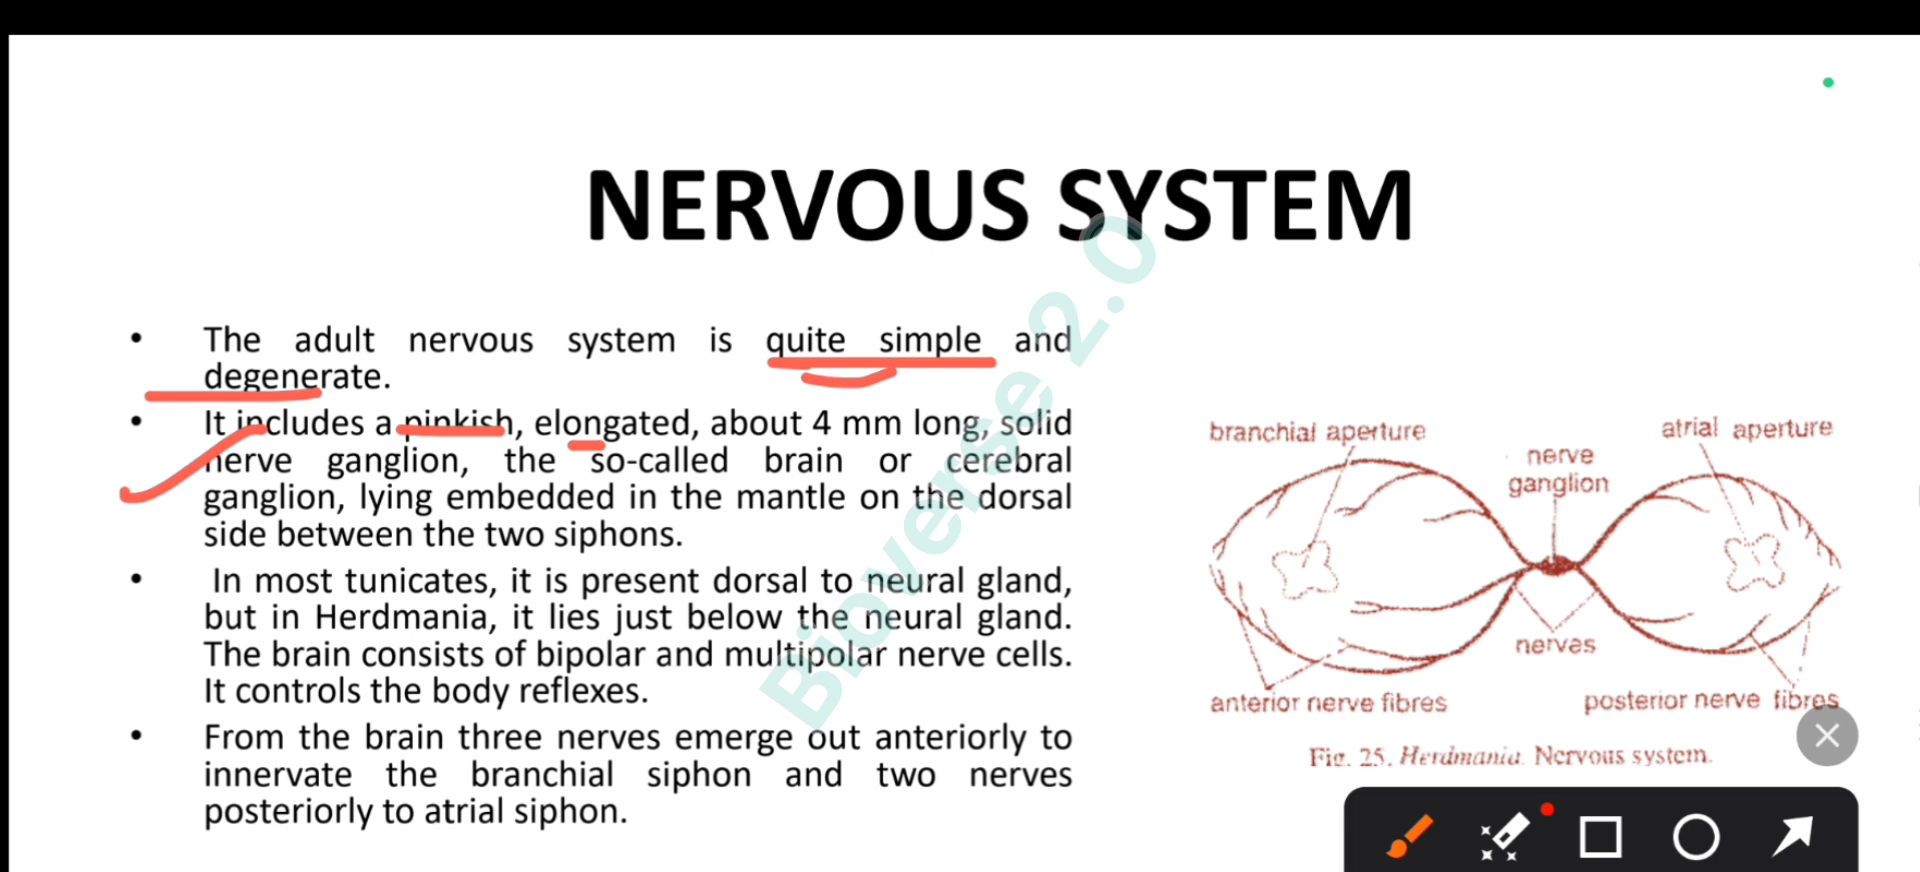 NERVOUS SYSTEM
• The adult nervous system is quite simple and
degenerate.
• It includes a pinkish, elongated, about 4 mm long, solid
nerve ganglion, the so-called brain or cerebral
ganglion, lying embedded in the mantle on the dorsal
side between the two siphons.
• In most tunicates, it is present dorsal to neural gland,
but in Herdmania, it lies just below the neural gland.
The brain consists of bipolar and multipolar nerve cells.
It controls the body reflexes.
• From the brain three nerves emerge out anteriorly to
innervate the branchial siphon and two nerves
posteriorly to atrial siphon.
branchial aperture
nerve
ganglion
atrial aperture
nerves
anterior nerve fibres
posterior nerve fibres
Fig. 25. Herdmania. Nervous system.
Bioverse 2.0